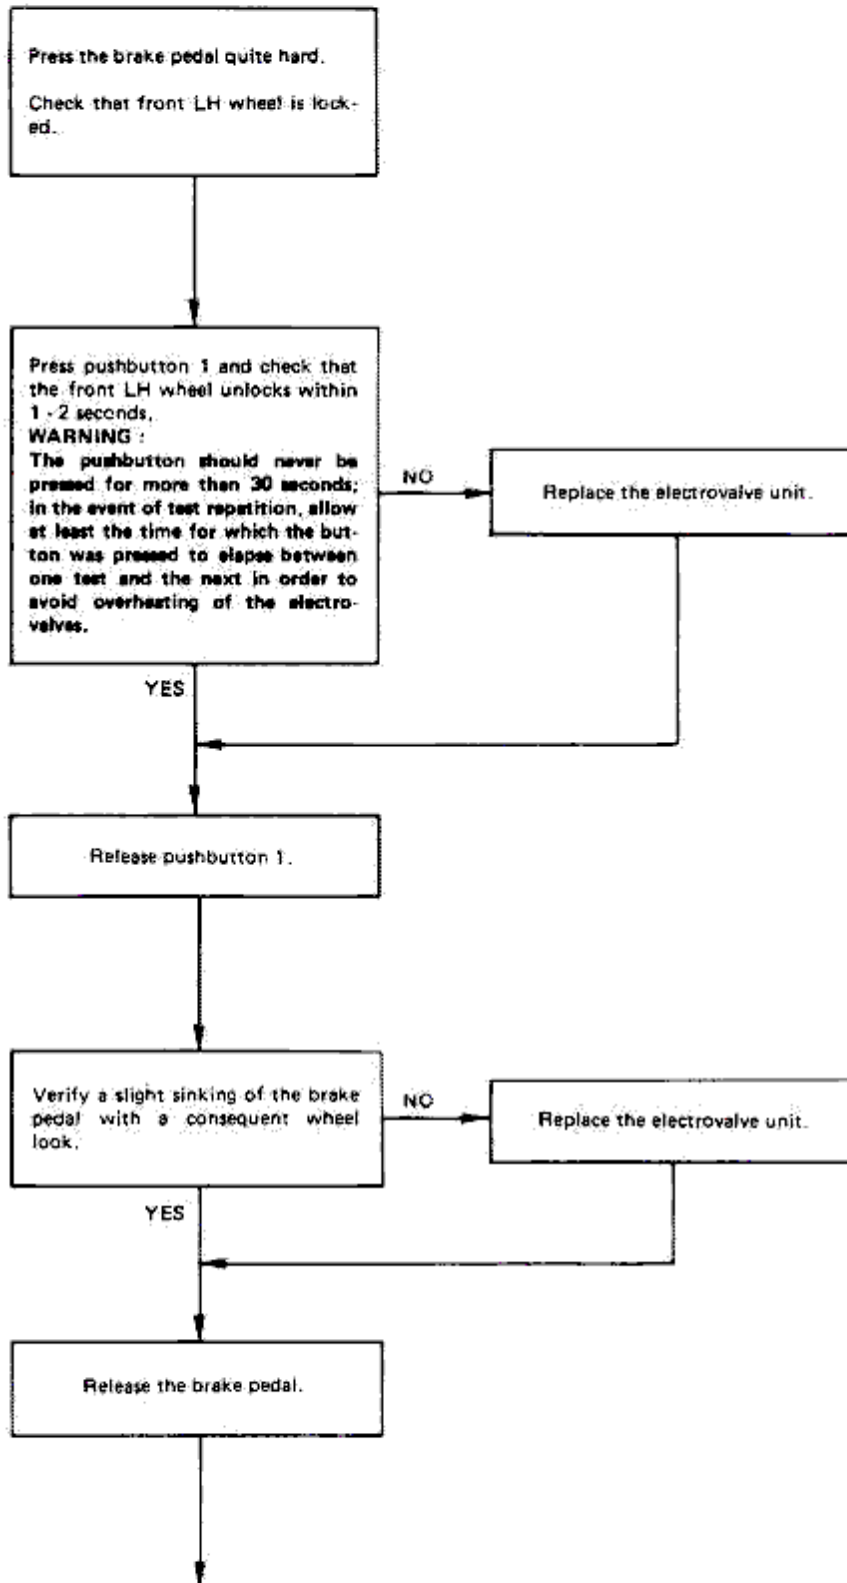 Press the brake pedal quite hard.
Check that front LH wheel is lock-
ed.
Press pushbutton 1 and check that
the front LH wheel unlocks within
1 - 2 seconds.
WARNING :
The pushbutton should never be
pressed for more than 30 seconds;
in the event of test repetition, allow
at least the time for which the but-
ton was pressed to elapse between
one test and the next in order to
avoid overheating of the electro-
valves.
NO
Replace the electrovalve unit.
YES
Release pushbutton 1.
Verify a slight sinking of the brake
pedal with a consequent wheel
look.
NO
Replace the electrovalve unit.
YES
Release the brake pedal.